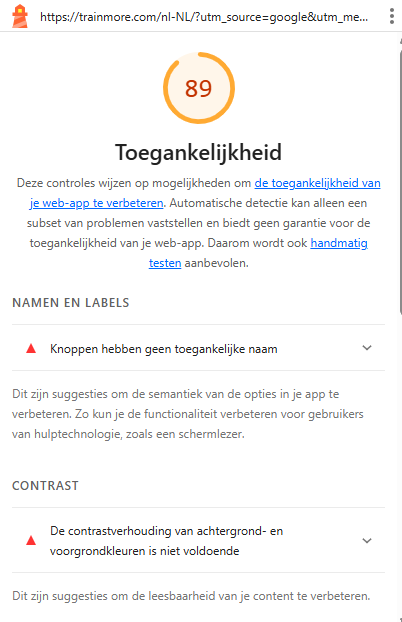 https://trainmore.com/nl-NL/?utm_source=google&utm_me...
89
Toegankelijkheid
Deze controles wijzen op mogelijkheden om de toegankelijkheid van
je web-app te verbeteren. Automatische detectie kan alleen een
subset van problemen vaststellen en biedt geen garantie voor de
toegankelijkheid van je web-app. Daarom wordt ook handmatig
testen aanbevolen.
NAMEN EN LABELS
Knoppen hebben geen toegankelijke naam
Dit zijn suggesties om de semantiek van de opties in je app te
verbeteren. Zo kun je de functionaliteit verbeteren voor gebruikers
van hulptechnologie, zoals een schermlezer.
CONTRAST
De contrastverhouding van achtergrond- en
voorgrondkleuren is niet voldoende
Dit zijn suggesties om de leesbaarheid van je content te verbeteren.